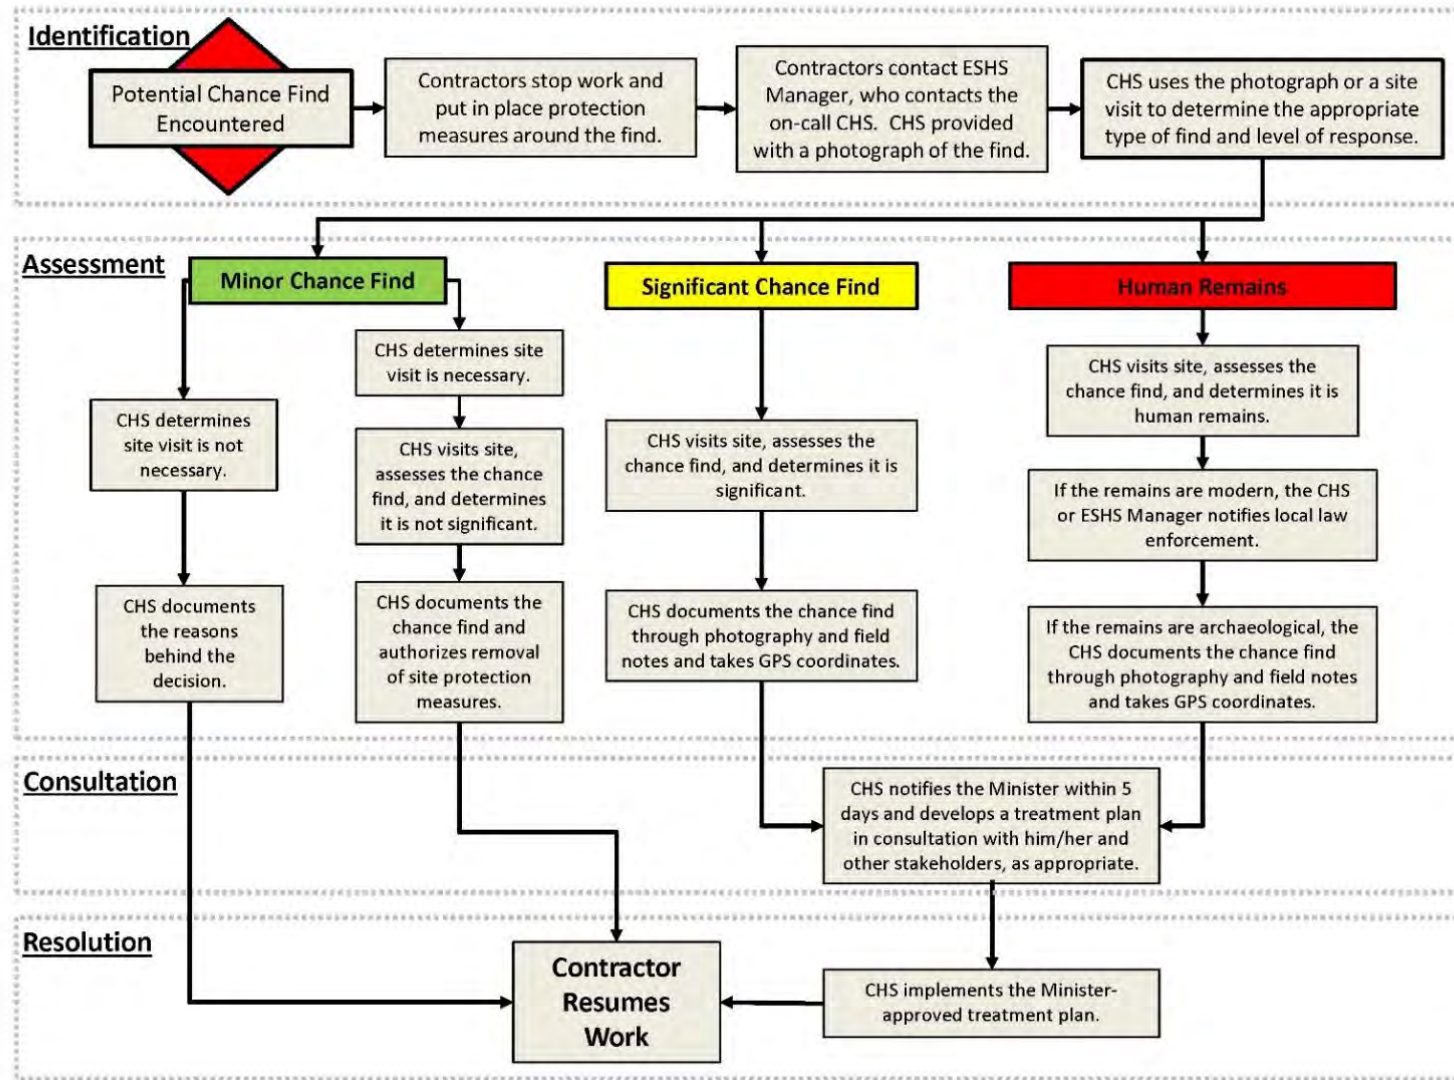 Identification
Potential Chance Find
Encountered
Contractors stop work and
put in place protection
measures around the find.
Contractors contact ESHS
Manager, who contacts the
on-call CHS.  CHS provided
with a photograph of the find.
CHS uses the photograph or a site
visit to determine the appropriate
type of find and level of response.
Assessment
Minor Chance Find
CHS determines
site visit is not
necessary.
CHS documents
the reasons
behind the
decision.
CHS determines site
visit is necessary.
CHS visits site,
assesses the chance
find, and determines
it is not significant.
CHS documents the
chance find and
authorizes removal
of site protection
measures.
Significant Chance Find
CHS visits site, assesses the
chance find, and determines it is
significant.
CHS documents the chance find
through photography and field
notes and takes GPS coordinates.
Human Remains
CHS visits site, assesses the
chance find, and determines it is
human remains.
If the remains are modern, the CHS
or ESHS Manager notifies local law
enforcement.
If the remains are archaeological, the
CHS documents the chance find
through photography and field notes
and takes GPS coordinates.
Consultation
CHS notifies the Minister within 5
days and develops a treatment plan
in consultation with him/her and
other stakeholders, as appropriate.
Resolution
Contractor
Resumes
Work
CHS implements the Minister-
approved treatment plan.